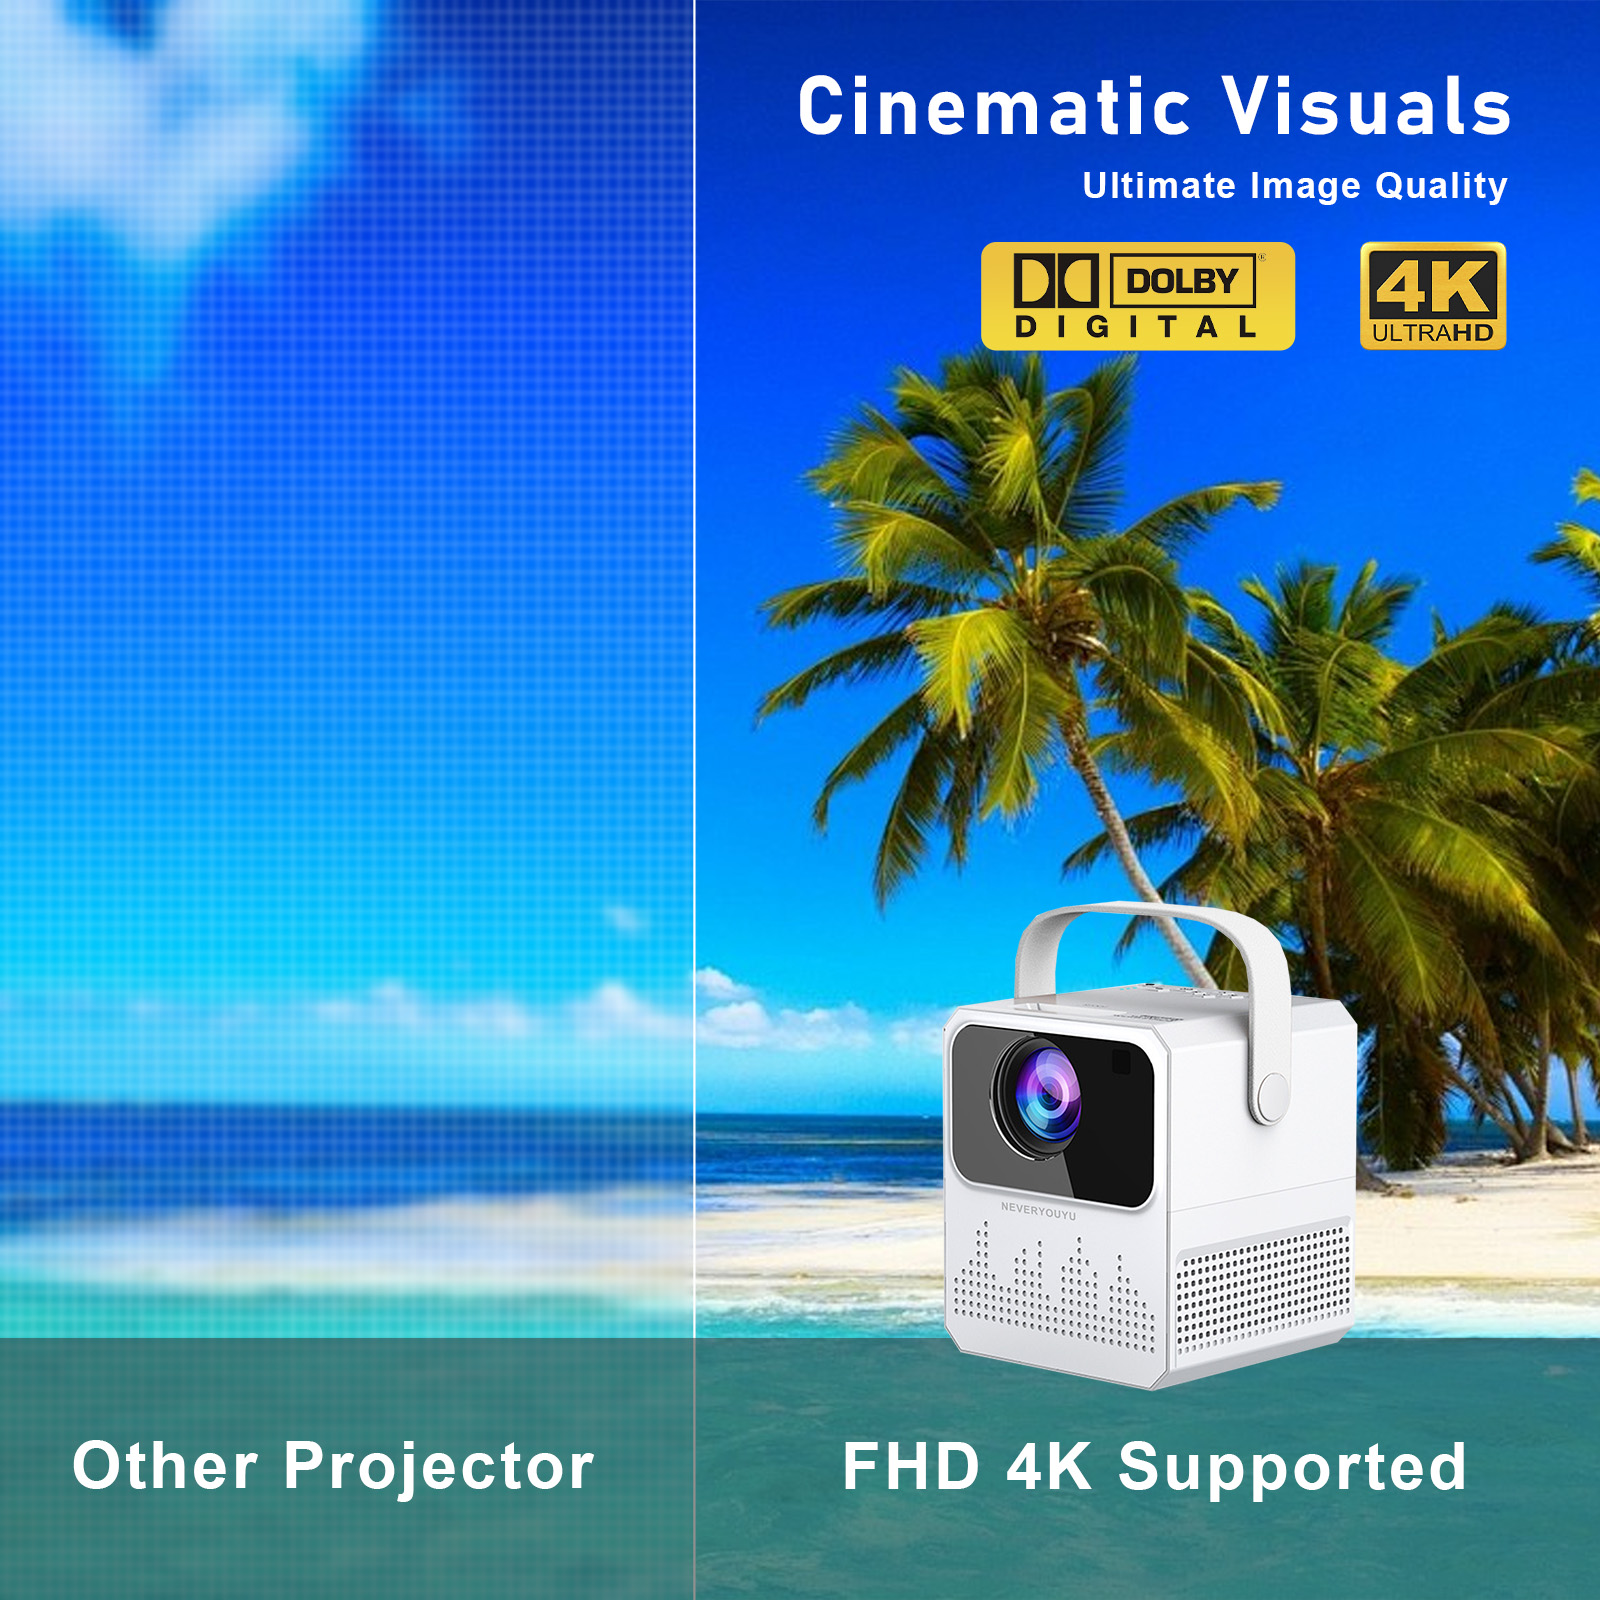 Cinematic Visuals
Ultimate Image Quality
DOLBY ®
DIGITAL
4K
ULTRAHD
NEVERYOUYU
Other Projector
FHD 4K Supported